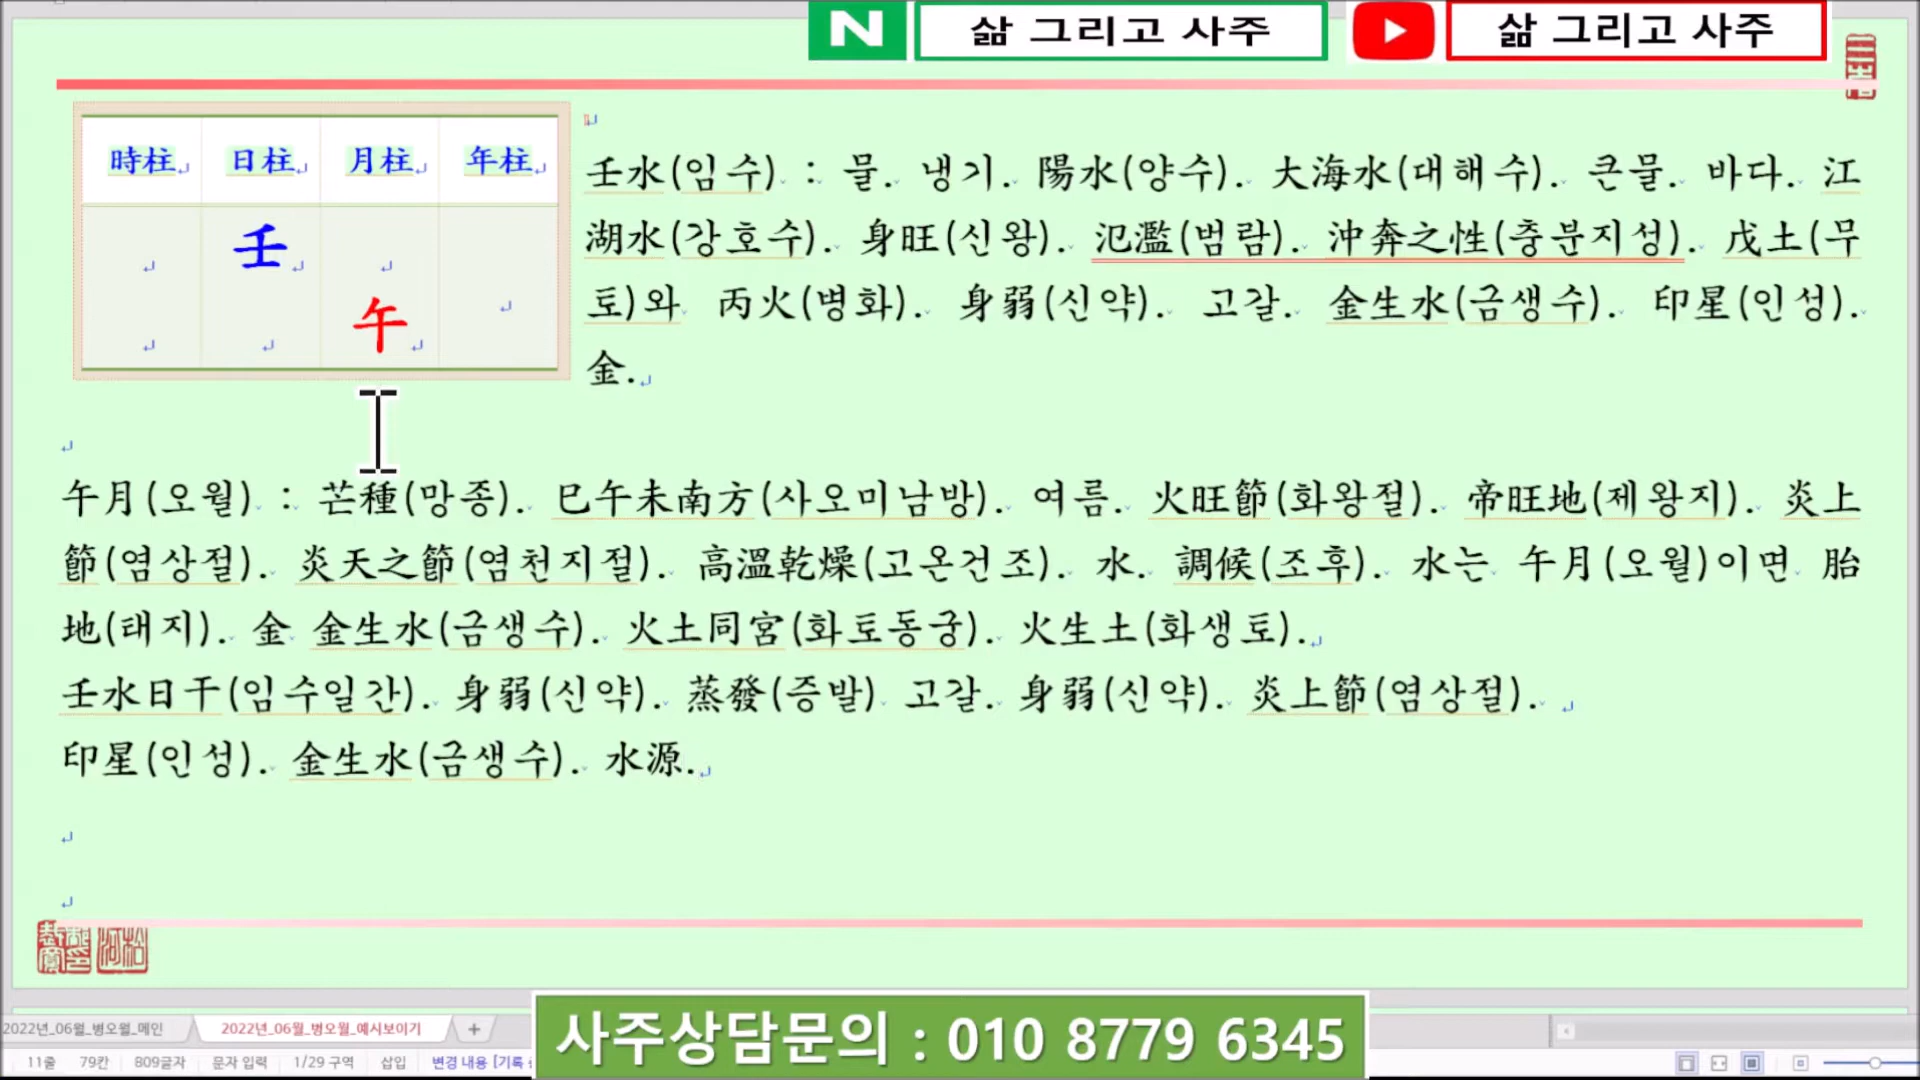 N 삶 그리고 사주 삶 그리고 사주
時柱 日柱 月柱 年柱
壬
午
壬水(임수) : 물. 냉기. 陽水(양수). 大海水(대해수). 큰물. 바다. 江
湖水(강호수). 身旺(신왕). 氾濫(범람). 沖奔之性(충분지성). 戊土(무
토)와 丙火(병화). 身弱(신약). 고갈. 金生水(금생수). 印星(인성).
金.
午月(오월) : 芒種(망종). 巳午未南方(사오미남방). 여름. 火旺節(화왕절). 帝旺地(제왕지). 炎上
節(염상절). 炎天之節(염천지절). 高溫乾燥(고온건조). 水. 調候(조후). 水는 午月(오월)이면 胎
地(태지). 金 金生水(금생수). 火土同宮(화토동궁). 火生土(화생토).
壬水日干(임수일간). 身弱(신약). 蒸發(증발) 고갈. 身弱(신약). 炎上節(염상절).
印星(인성). 金生水(금생수). 水源.
2022년_06월_병오월_메인 2022년_06월_병오월_예시보이기 +
사주상담문의 : 010 8779 6345
11줄 79칸 809글자 문자 입력 1/29 구역 삽입 변경 내용 [기록